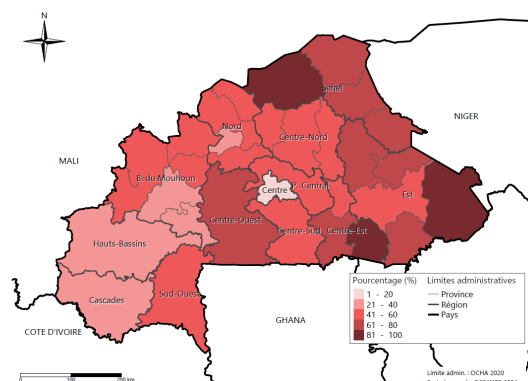 N
Sahel
NIGER
Nord
Centre-Nord
MALI
B. du Mouhoun
Centre
P-Central
Est
Centre-Ouest
Centre-Sud
Centre-Est
Hauts-Bassins
Cascades
Sud-Ouest
COTE D'IVOIRE
GHANA
Pourcentage (%)
1 - 20
21 - 40
41 - 60
61 - 80
81 - 100
Limites administratives
Province
Région
Pays
0
100
200 km
Limite admin. : OCHA 2020